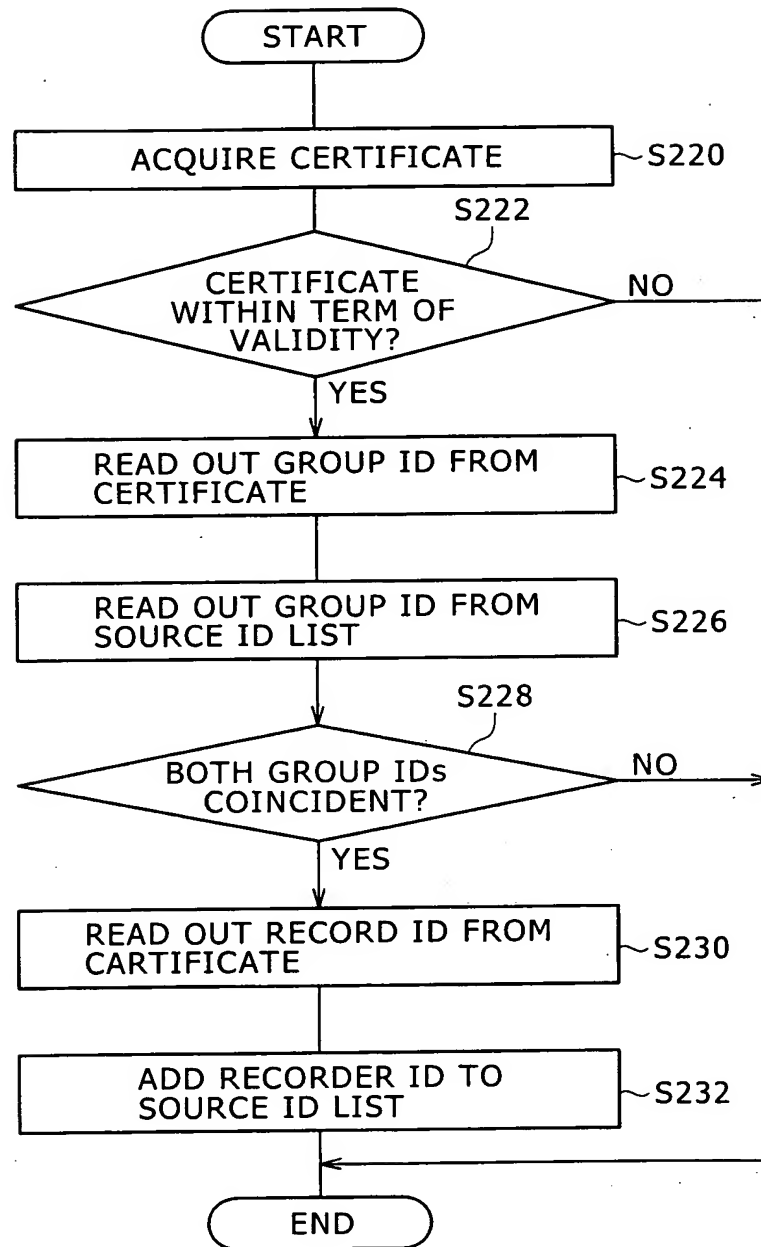 START
ACQUIRE CERTIFICATE
S220
S222
CERTIFICATE
WITHIN TERM OF
VALIDITY?
NO
YES
READ OUT GROUP ID FROM
CERTIFICATE
S224
READ OUT GROUP ID FROM
SOURCE ID LIST
S226
S228
BOTH GROUP IDs
COINCIDENT?
NO
YES
READ OUT RECORD ID FROM
CARTIFICATE
S230
ADD RECORDER ID TO
SOURCE ID LIST
S232
END